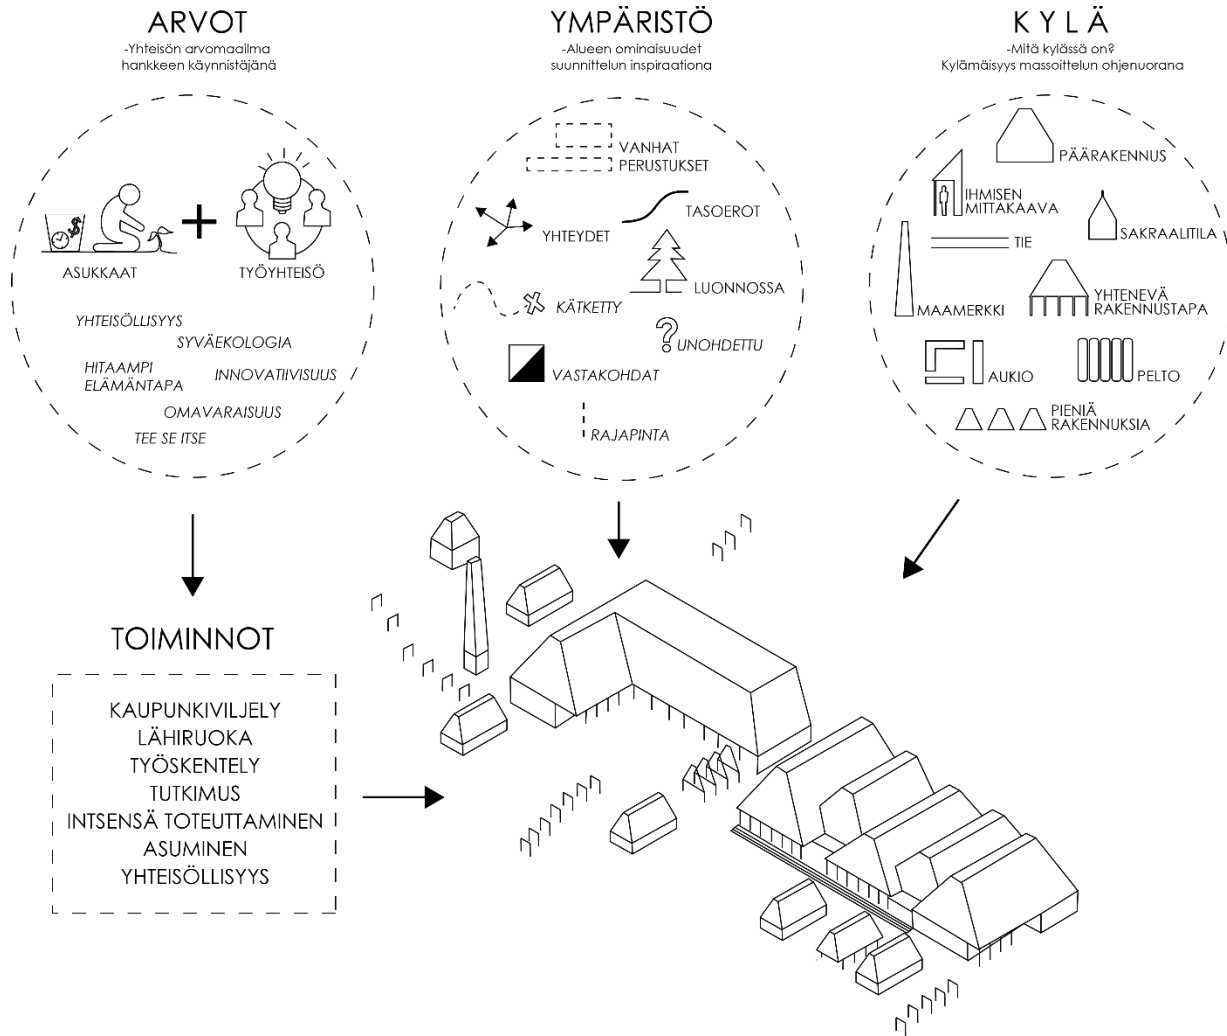 ARVOT
-Yhteisön arvomaailma
hankkeen käynnistäjänä
ASUKKAAT
TYÖYHTEISÖ
YHTEISÖLLISYYS
SYVÄEKOLOGIA
HITAAMPI
ELÄMÄNTAPA
INNOVATIIVISUUS
OMAVARAISUUS
TEE SE ITSE
YMPÄRISTÖ
-Alueen ominaisuudet
suunnittelun inspiraationa
VANHAT
PERUSTUKSET
YHTEYDET
TASOEROT
LUONNOSSA
KÄTKETTY
UNOHDETTU
VASTAKOHDAT
RAJAPINTA
KYLÄ
-Mitä kylässä on?
Kylämäisyys massoittelun ohjenuorana
PÄÄRAKENNUS
IHMISEN
MITTAKAAVA
SAKRAALITILA
TIE
MAAMERKKI
YHTENEVÄ
RAKENNUSTAPA
AUKIO
PELTO
PIENIÄ
RAKENNUKSIA
TOIMINNOT
KAUPUNKIVILJELY
LÄHIRUOKA
TYÖSKENTELY
TUTKIMUS
INTSENSÄ TOTEUTTAMINEN
ASUMINEN
YHTEISÖLLISYYS